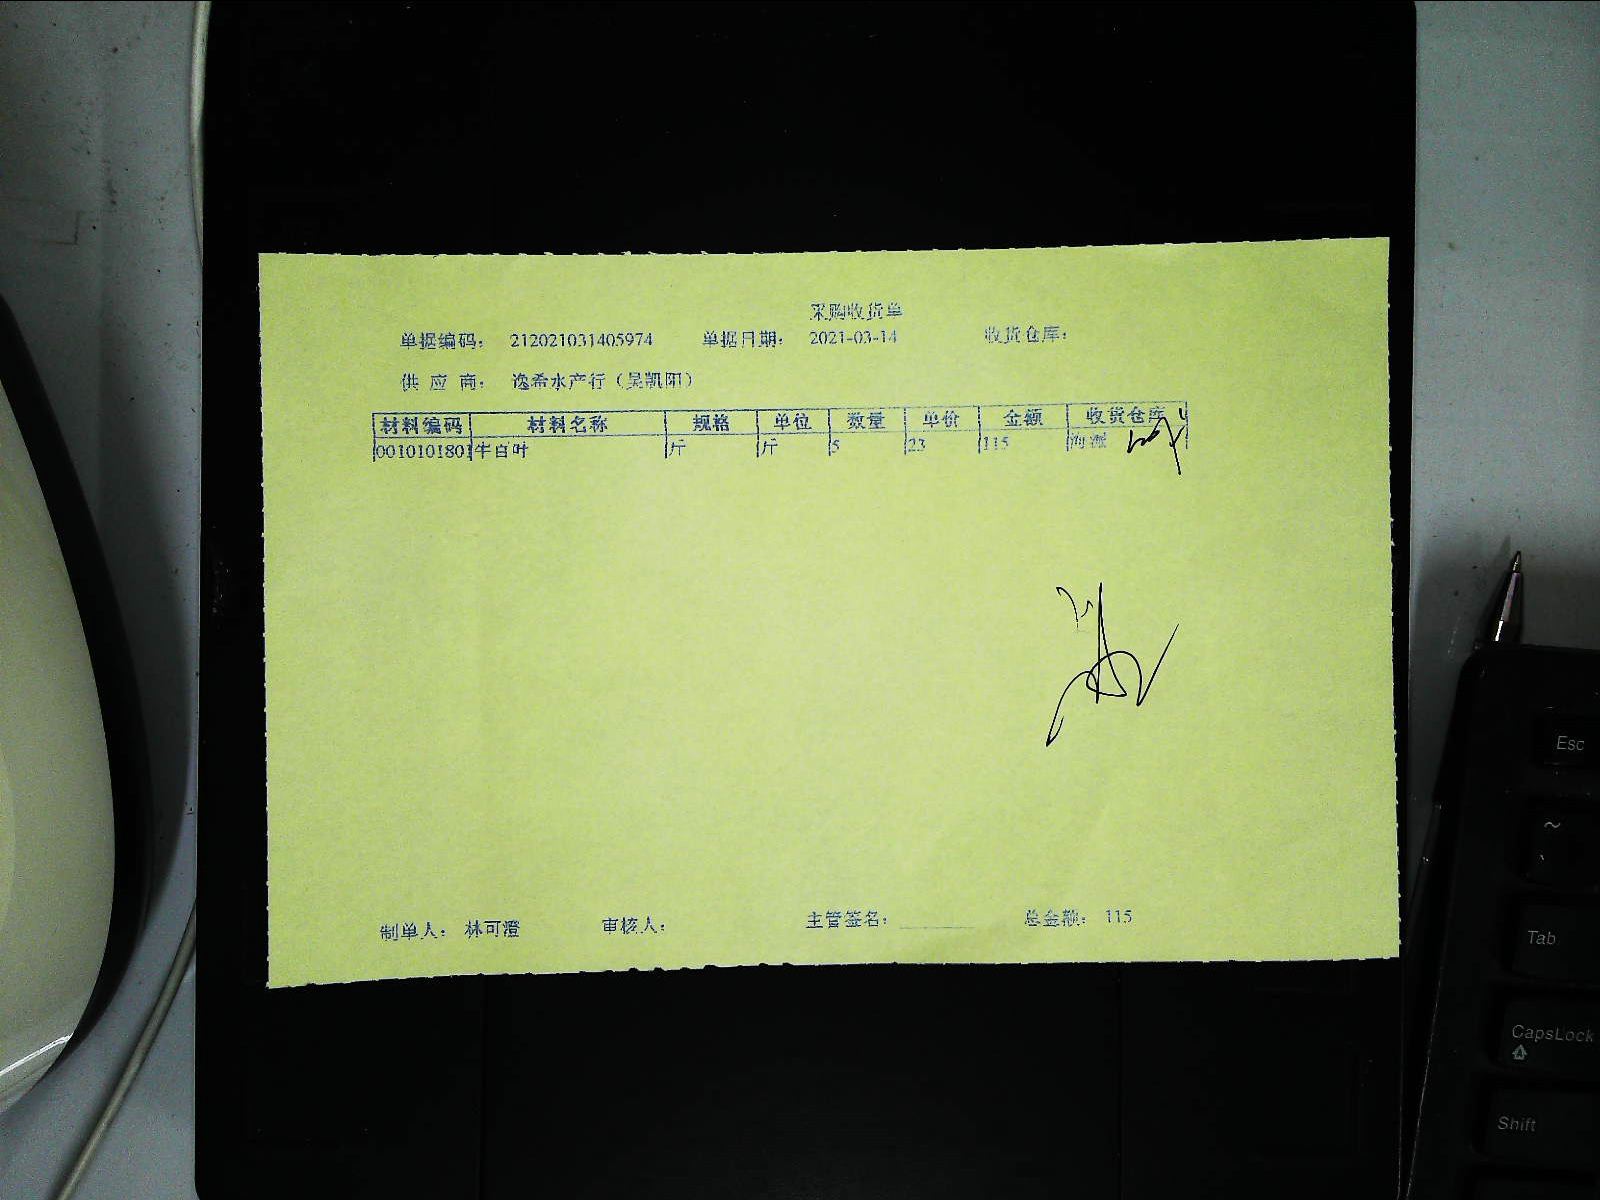 采购收货单
单据编码： 212021031405974 单据日期： 2021-03-14 收货仓库：
供 应 商： 逸希水产行（吴凯阳）
材料编码 材料名称 规格 单位 数量 单价 金额 收货仓库
0010101801 牛百叶 斤 斤 5 23 115 海派
制单人： 林可澄 审核人： 主管签名： 总金额： 115
Esc
~
Tab
CapsLock
Shift